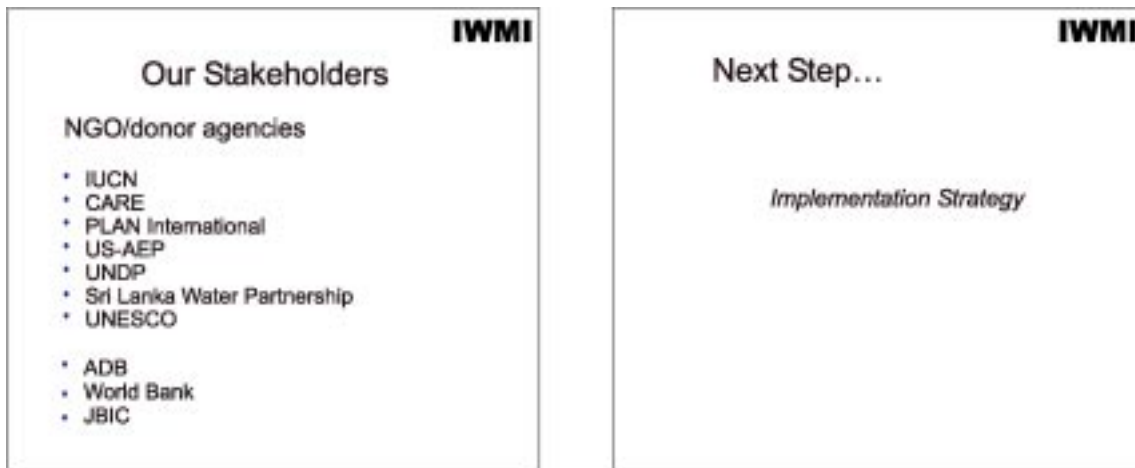 IWMI
Our Stakeholders
NGO/donor agencies
• IUCN
• CARE
• PLAN International
• US-AEP
• UNDP
• Sri Lanka Water Partnership
• UNESCO
• ADB
• World Bank
• JBIC
IWMI
Next Step...
Implementation Strategy